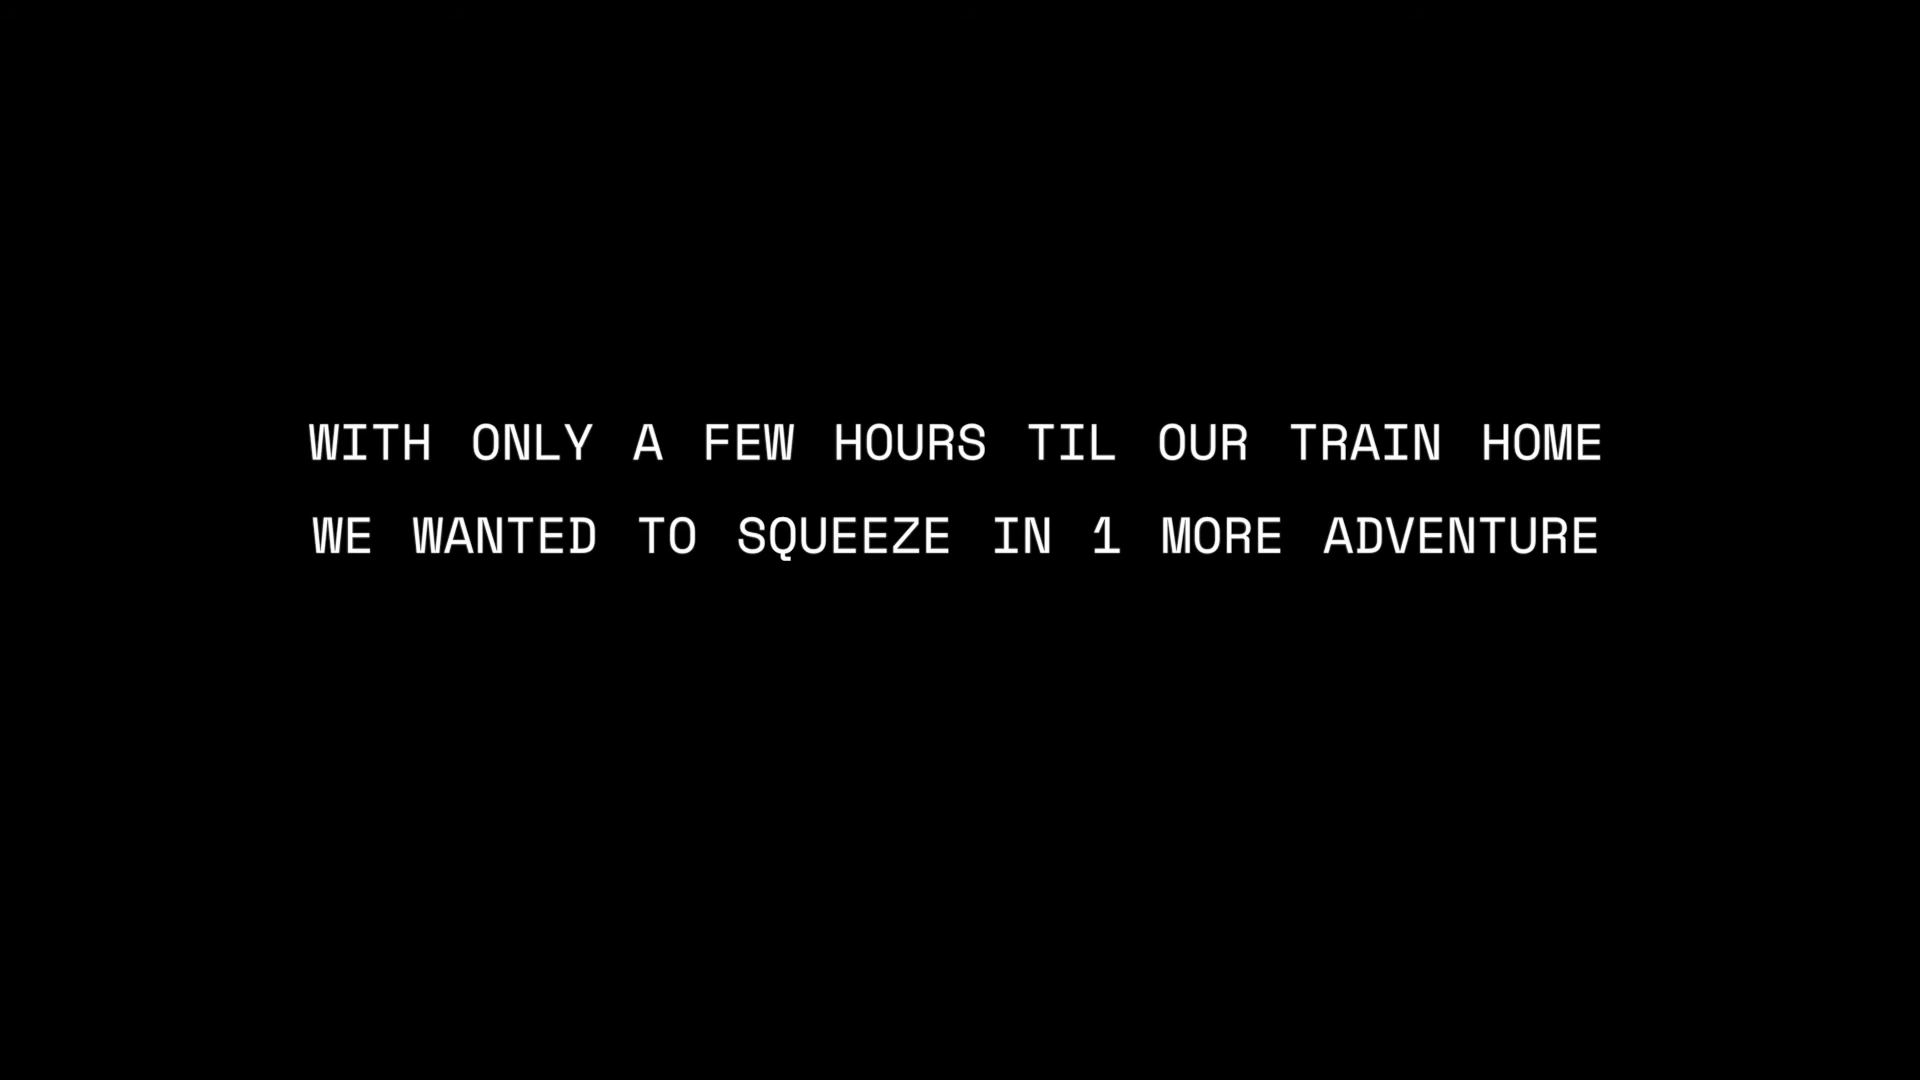 WITH ONLY A FEW HOURS TIL OUR TRAIN HOME
WE WANTED TO SQUEEZE IN 1 MORE ADVENTURE